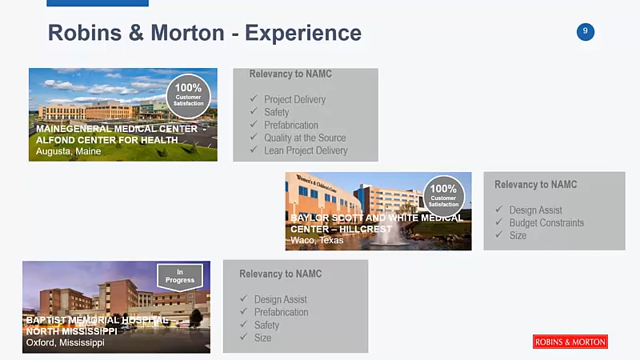 Robins & Morton - Experience
9
100%
Customer
Satisfaction
MAINEGENERAL MEDICAL CENTER -
ALFOND CENTER FOR HEALTH
Augusta, Maine
Relevancy to NAMC
✓ Project Delivery
✓ Safety
✓ Prefabrication
✓ Quality at the Source
✓ Lean Project Delivery
Women's & Children's Center
100%
Customer
Satisfaction
BAYLOR SCOTT AND WHITE MEDICAL
CENTER – HILLCREST
Waco, Texas
Relevancy to NAMC
✓ Design Assist
✓ Budget Constraints
✓ Size
In
Progress
BAPTIST MEMORIAL HOSPITAL
NORTH MISSISSIPPI
Oxford, Mississippi
Relevancy to NAMC
✓ Design Assist
✓ Prefabrication
✓ Safety
✓ Size
ROBINS & MORTON